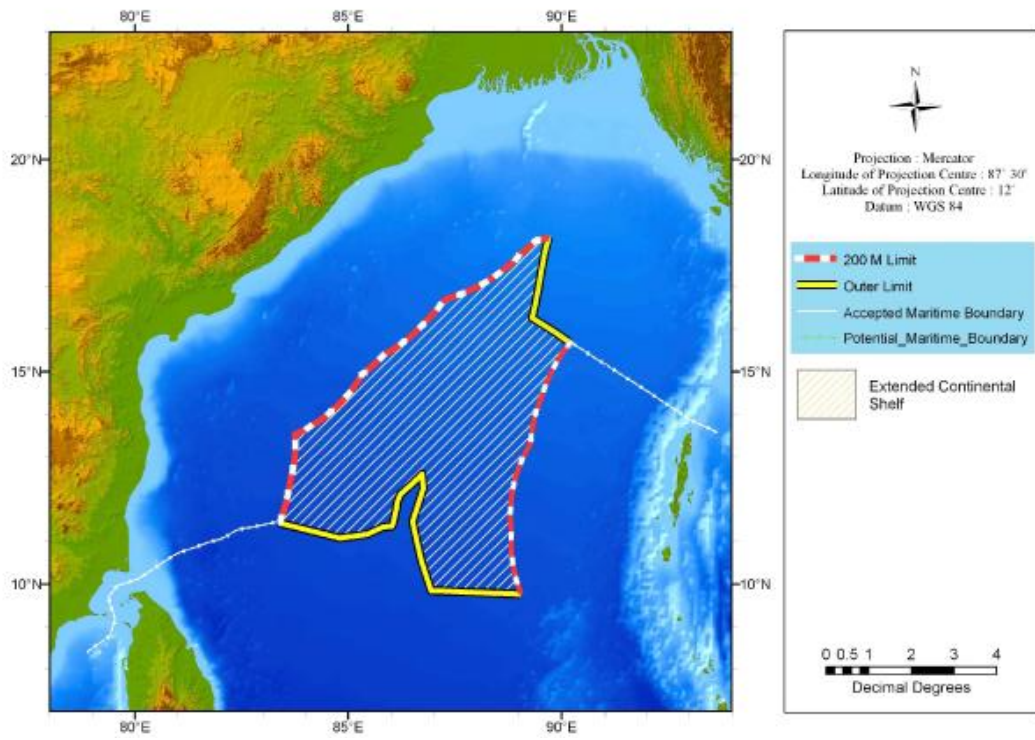 80°E 85°E 90°E
20°N 20°N
15°N 15°N
10°N 10°N
80°E 85°E 90°E
N
Projection : Mercator
Longitude of Projection Centre : 87° 30'
Latitude of Projection Centre : 12°
Datum : WGS 84
200 M Limit
Outer Limit
Accepted Maritime Boundary
Potential_Maritime_Boundary
Extended Continental
Shelf
0 0.5 1 2 3 4
Decimal Degrees